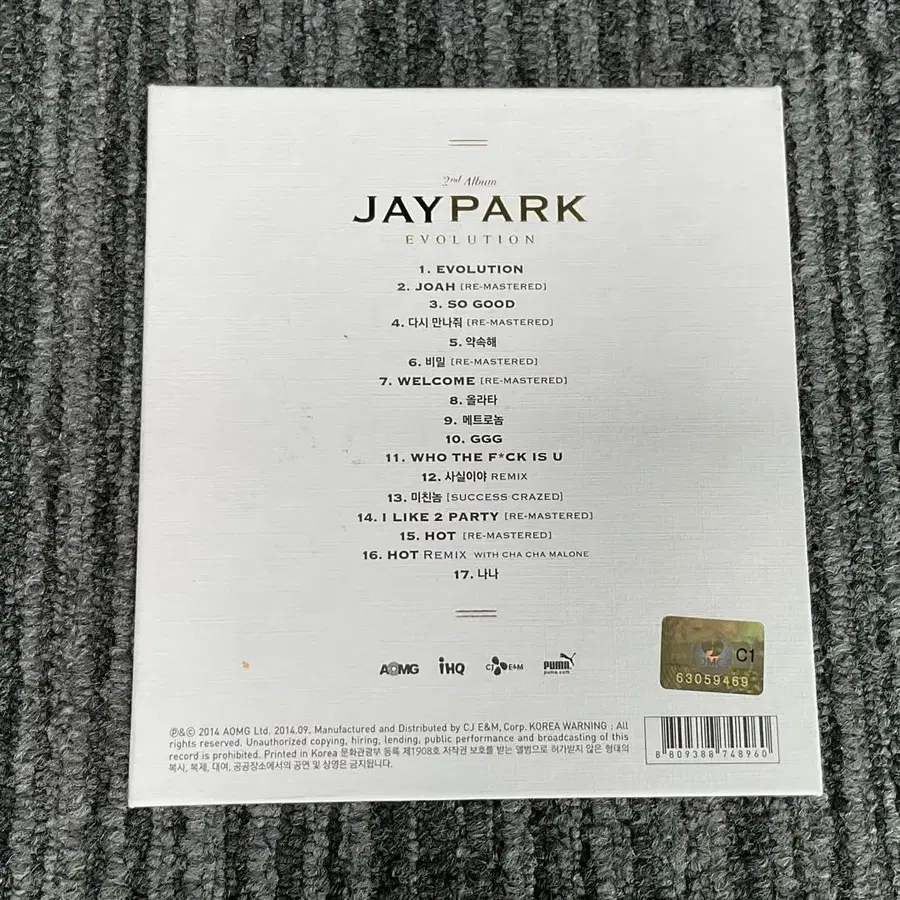 2nd Album
JAYPARK
EVOLUTION
1. EVOLUTION
2. JOAH [RE-MASTERED]
3. SO GOOD
4. 다시 만나줘 [RE-MASTERED]
5. 약속해
6. 비밀 [RE-MASTERED]
7. WELCOME [RE-MASTERED]
8. 올라타
9. 메트로놈
10. GGG
11. WHO THE F*CK IS U
12. 사실이야 REMIX
13. 미친놈 [SUCCESS CRAZED]
14. I LIKE 2 PARTY [RE-MASTERED]
15. HOT [RE-MASTERED]
16. HOT REMIX WITH CHA CHA MALONE
17. 나나
AOMG iHQ CJ E&M PUMA
puma.com
C1
63059469
℗&© 2014 AOMG Ltd. 2014.09. Manufactured and Distributed by CJ E&M, Corp. KOREA WARNING : All
rights reserved. Unauthorized copying, hiring, lending, public performance and broadcasting of this
record is prohibited. Printed in Korea 문화관광부 등록 제1908호 저작권 보호를 받는 앨범으로 허가받지 않은 형태의
복사, 복제, 대여, 공공장소에서의 공연 및 상영은 금지됩니다.
8 809388 748960